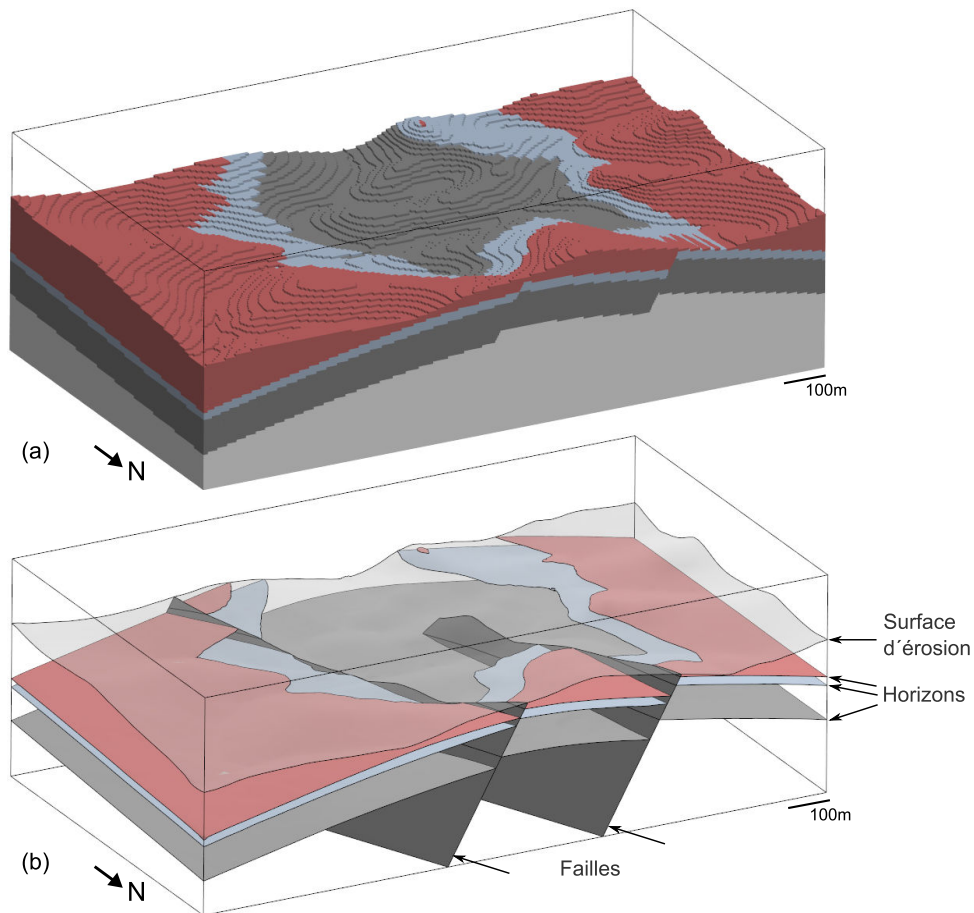 100m
(a)
N
Surface
d´érosion
Horizons
100m
(b)
Failles
N